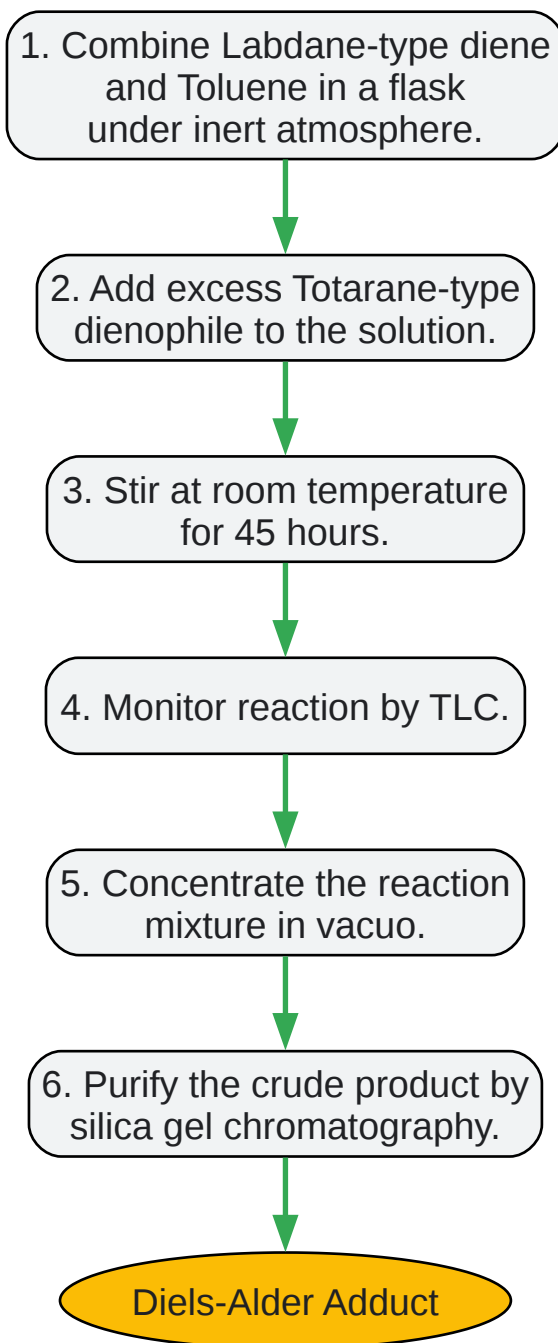 1. Combine Labdane-type diene
and Toluene in a flask
under inert atmosphere.
2. Add excess Totarane-type
dienophile to the solution.
3. Stir at room temperature
for 45 hours.
4. Monitor reaction by TLC.
5. Concentrate the reaction
mixture in vacuo.
6. Purify the crude product by
silica gel chromatography.
Diels-Alder Adduct